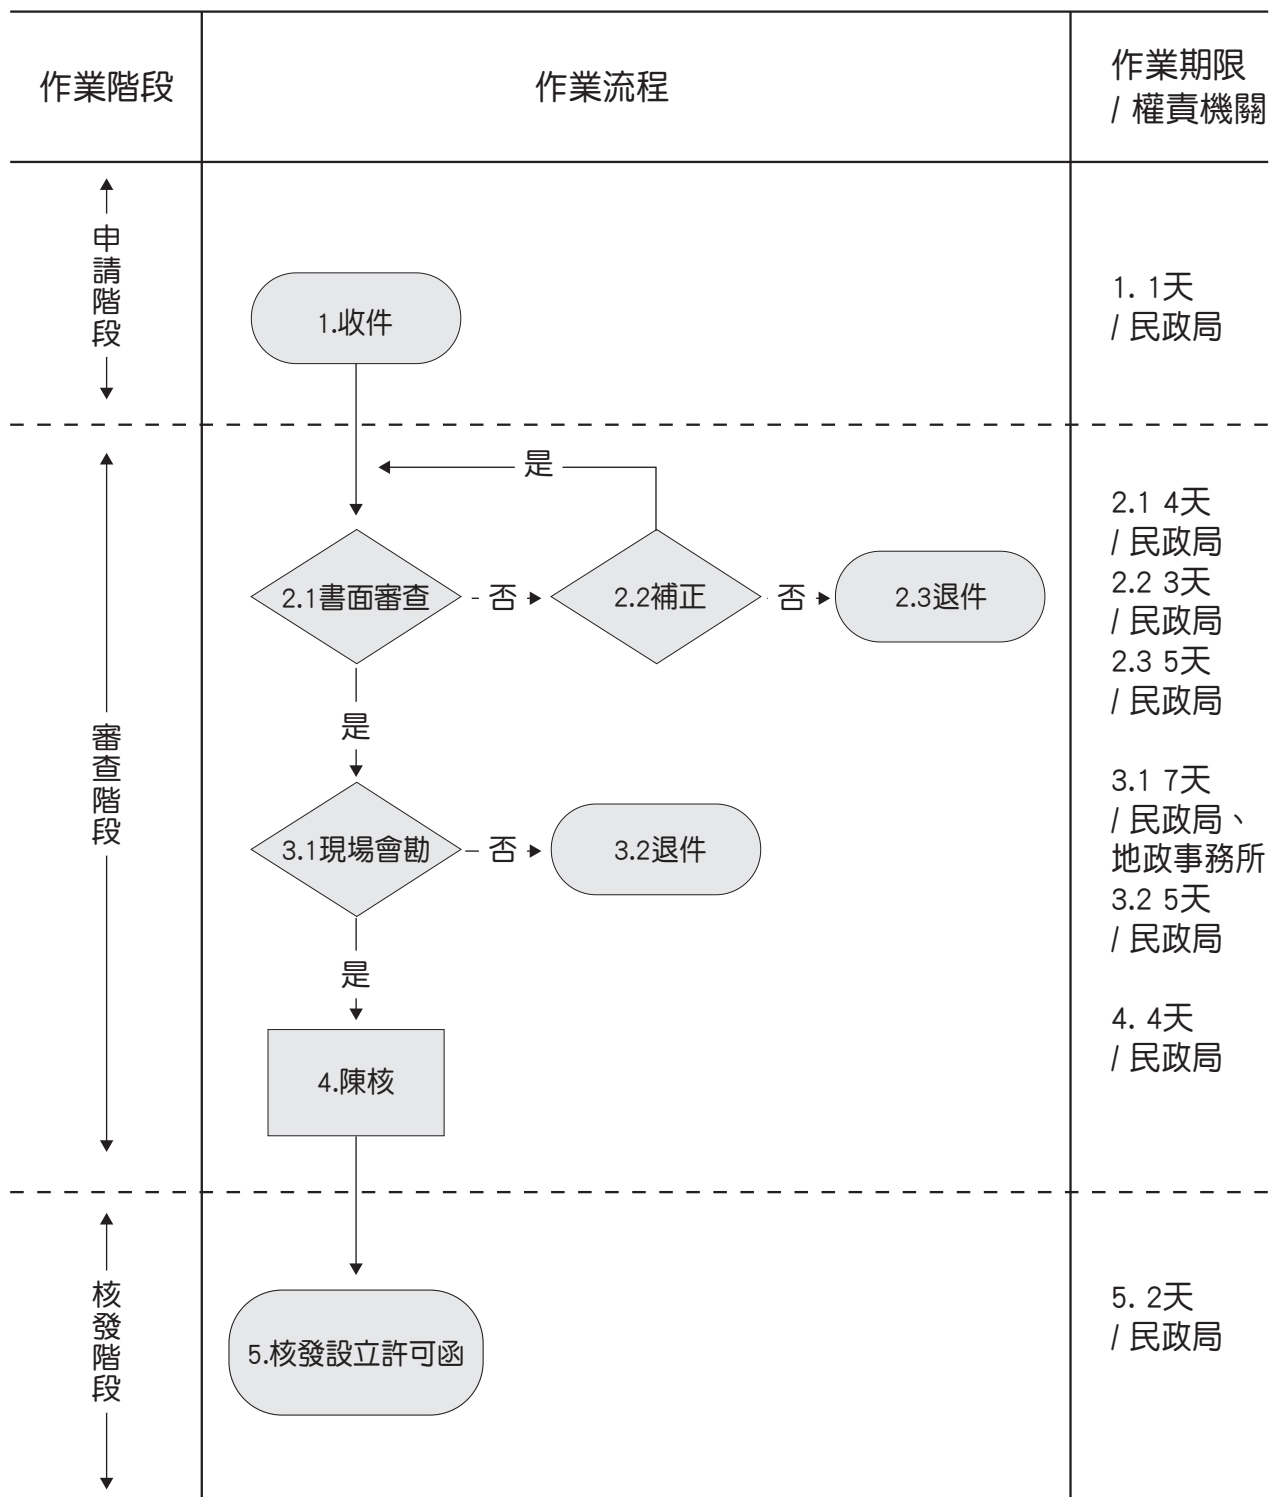 作業階段
作業流程
作業期限
/ 權責機關
申請階段
1.收件
1. 1天
/ 民政局
審查階段
是
2.1書面審查
否
2.2補正
否
2.3退件
是
3.1現場會勘
否
3.2退件
是
4.陳核
2.1 4天
/ 民政局
2.2 3天
/ 民政局
2.3 5天
/ 民政局
3.1 7天
/ 民政局、
地政事務所
3.2 5天
/ 民政局
4. 4天
/ 民政局
核發階段
5.核發設立許可函
5. 2天
/ 民政局